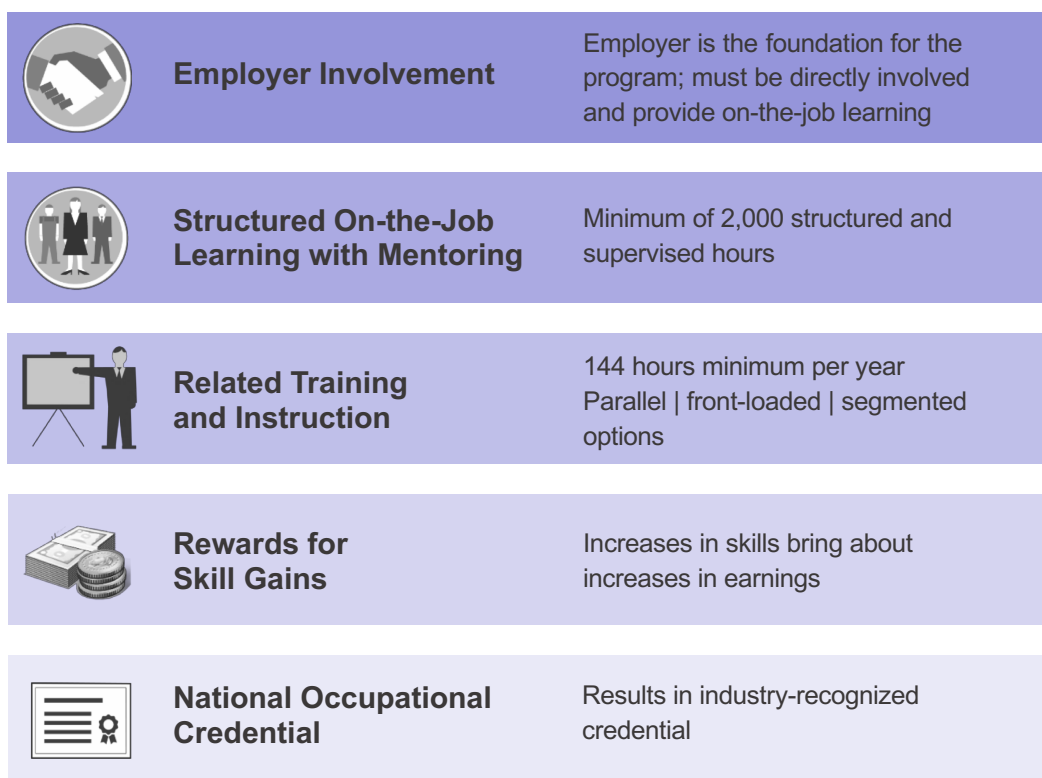 Employer Involvement
Employer is the foundation for the
program; must be directly involved
and provide on-the-job learning
Structured On-the-Job
Learning with Mentoring
Minimum of 2,000 structured and
supervised hours
Related Training
and Instruction
144 hours minimum per year
Parallel | front-loaded | segmented
options
Rewards for
Skill Gains
Increases in skills bring about
increases in earnings
National Occupational
Credential
Results in industry-recognized
credential